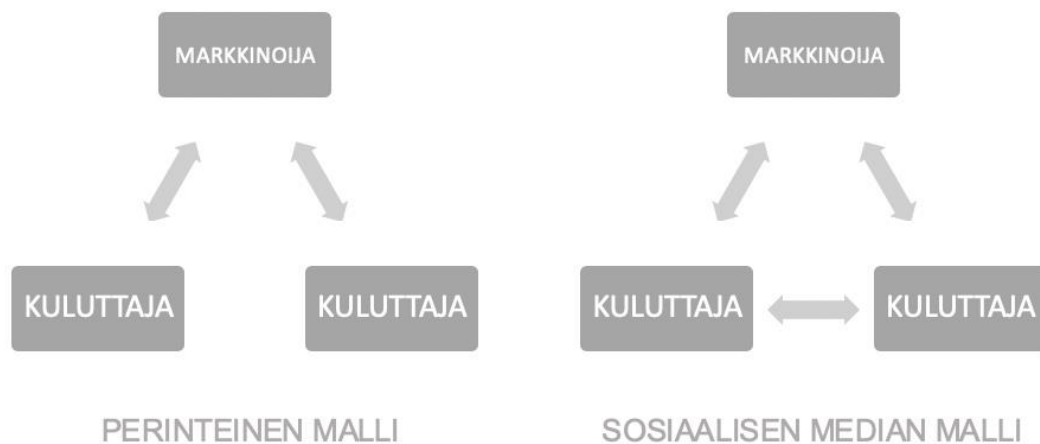 MARKKINOIJA
KULUTTAJA
KULUTTAJA
PERINTEINEN MALLI
MARKKINOIJA
KULUTTAJA
KULUTTAJA
SOSIAALISEN MEDIAN MALLI